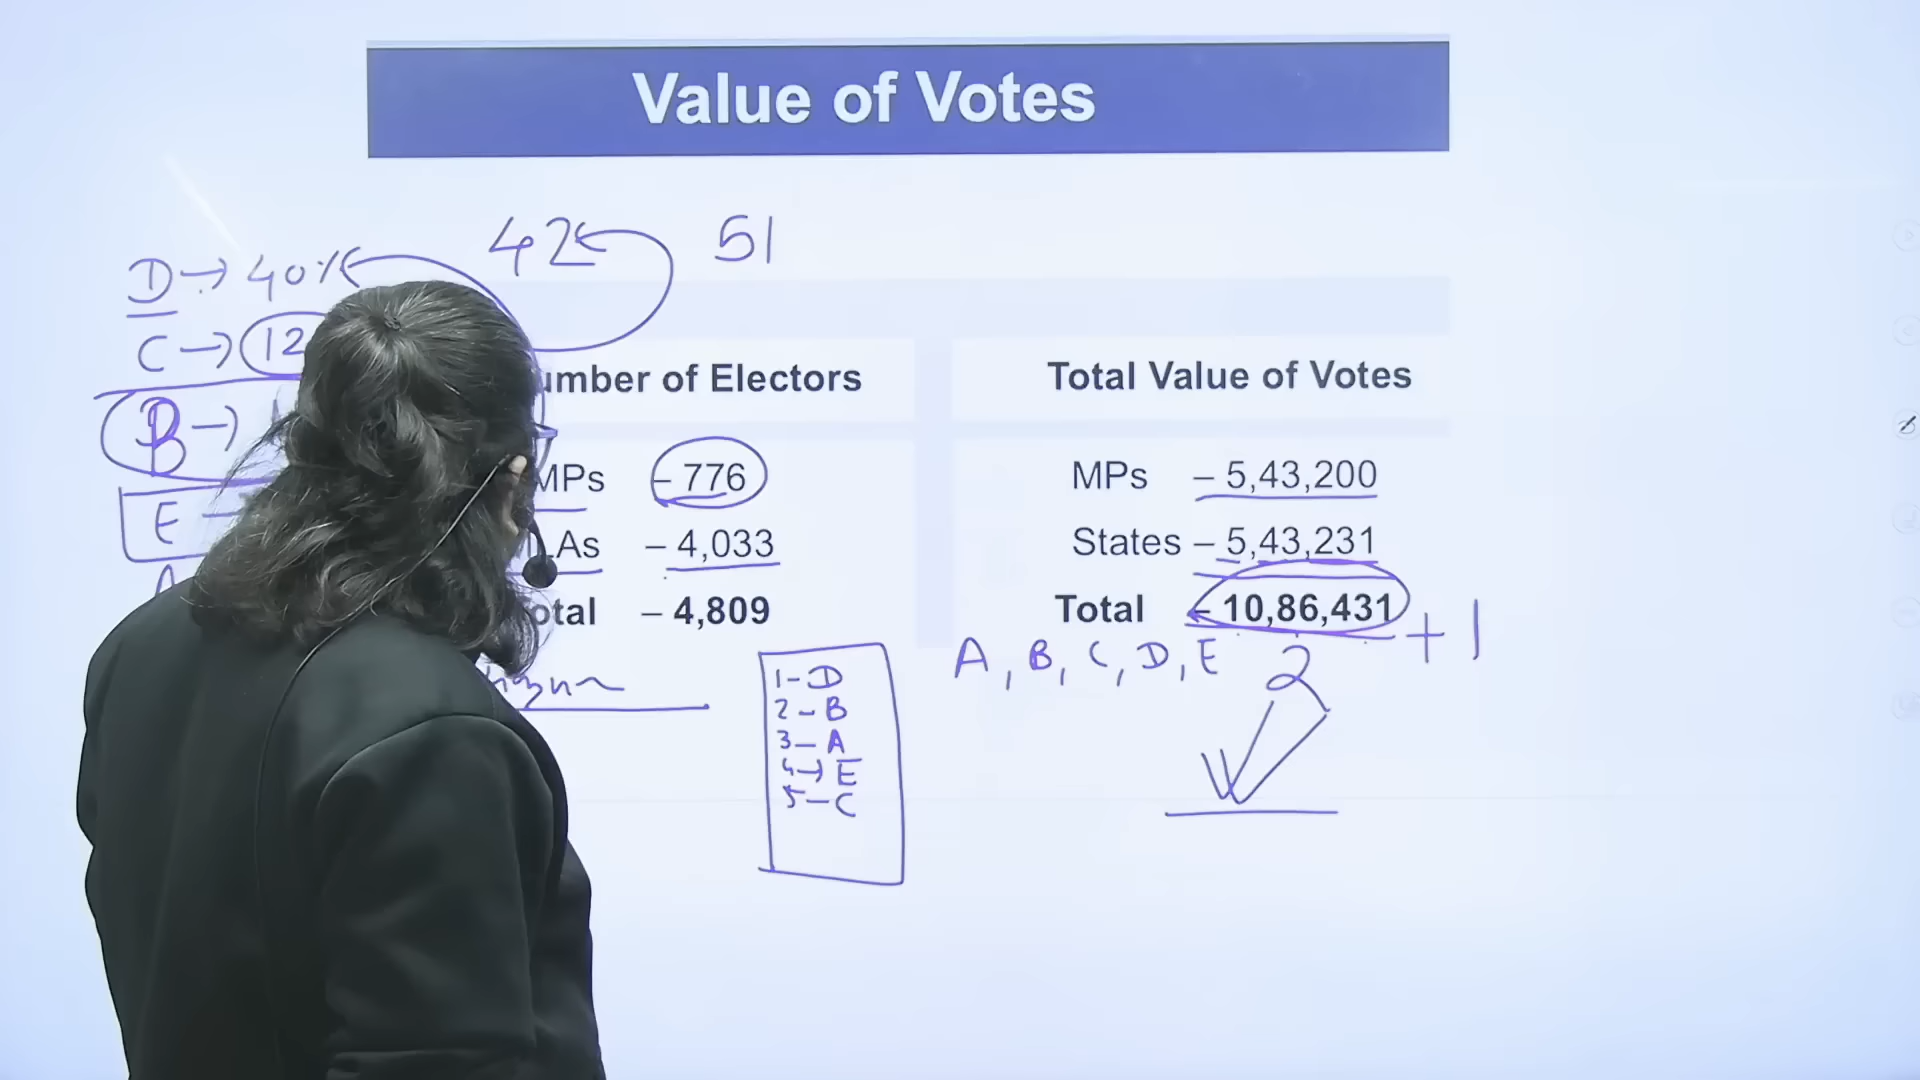 Value of Votes
42 51
D → 40%
C → 12
B →
E
umber of Electors
MPs – 776
As – 4,033
otal – 4,809
Total Value of Votes
MPs – 5,43,200
States – 5,43,231
Total – 10,86,431 + 1
2
A, B, C, D, E
1 – D
2 – B
3 – A
4 → E
5 – C